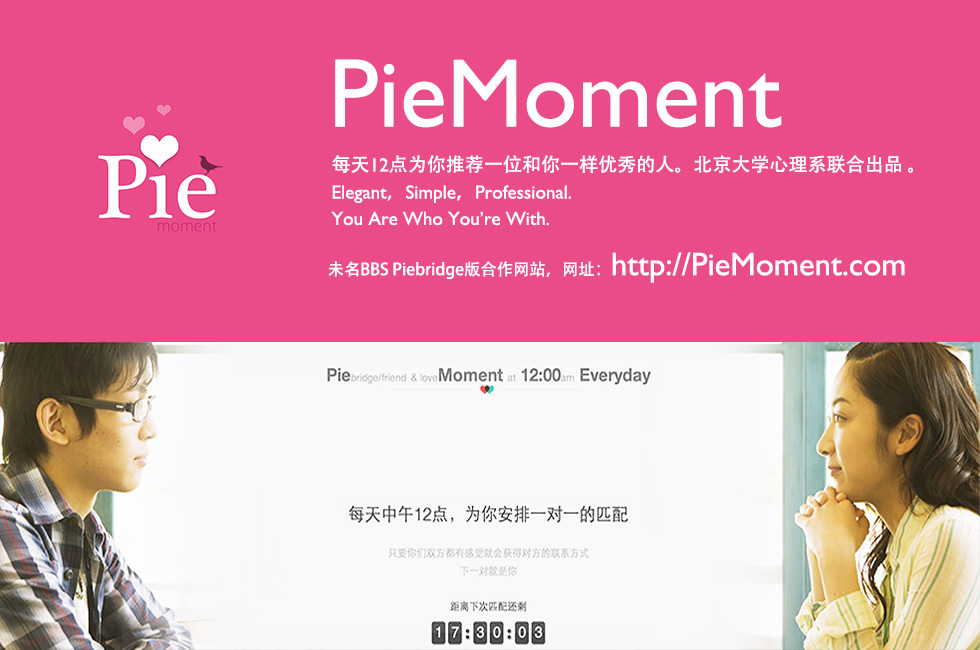 Pie
moment
PieMoment
每天12点为你推荐一位和你一样优秀的人。北京大学心理系联合出品。
Elegant, Simple, Professional.
You Are Who You're With.
未名BBS Piebridge版合作网站，网址：http://PieMoment.com
Piebridge/friend & loveMoment at 12:00am Everyday
每天中午12点，为你安排一对一的匹配
只要你们双方都有感觉就会获得对方的联系方式
下一对就是你
距离下次匹配还剩
17:30:03